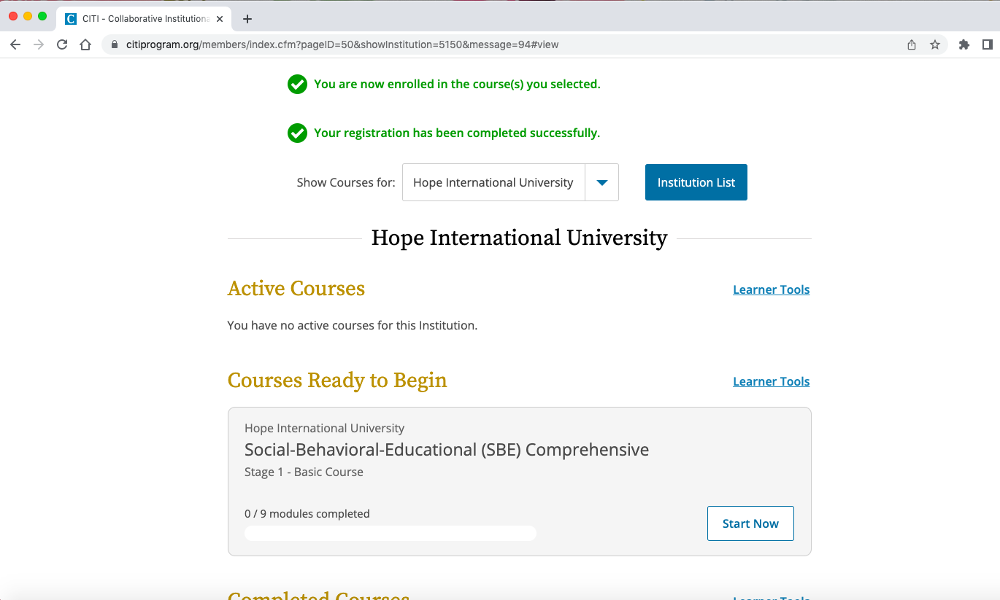 CITI - Collaborative Institutiona
citiprogram.org/members/index.cfm?pageID=50&showInstitution=5150&message=94#view
You are now enrolled in the course(s) you selected.
Your registration has been completed successfully.
Show Courses for: Hope International University Institution List
Hope International University
Active Courses Learner Tools
You have no active courses for this Institution.
Courses Ready to Begin Learner Tools
Hope International University
Social-Behavioral-Educational (SBE) Comprehensive
Stage 1 - Basic Course
0 / 9 modules completed
Start Now
Completed Courses Learner Tools